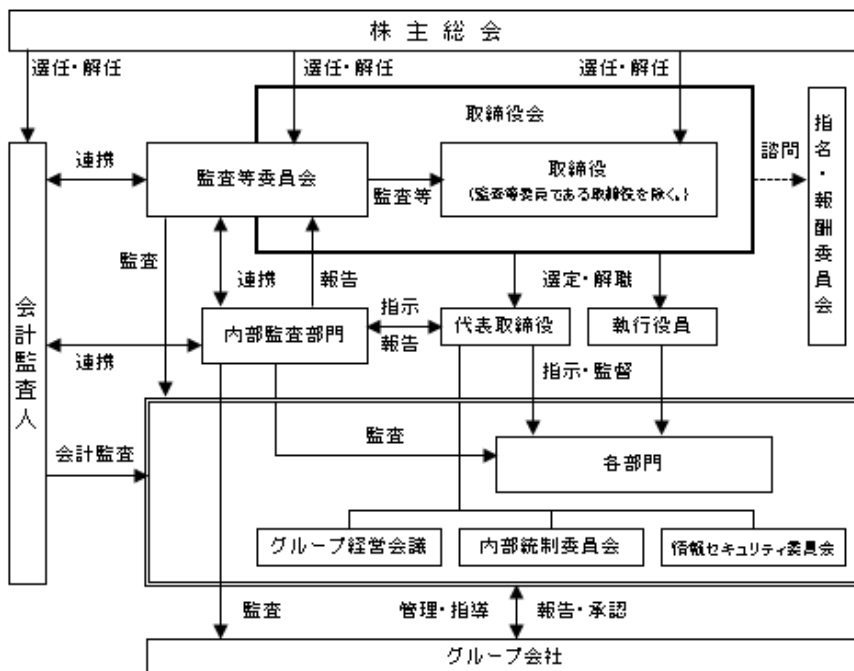 株主総会
選任・解任
選任・解任
選任・解任
取締役会
指名・報酬委員会
連携
監査等委員会
監査等
取締役
(監査等委員である取締役を除く。)
諮問
会計監査人
監査
連携
報告
選定・解職
指示
報告
内部監査部門
代表取締役
執行役員
連携
指示・監督
監査
会計監査
各部門
グループ経営会議
内部統制委員会
情報セキュリティ委員会
監査
管理・指導
報告・承認
グループ会社